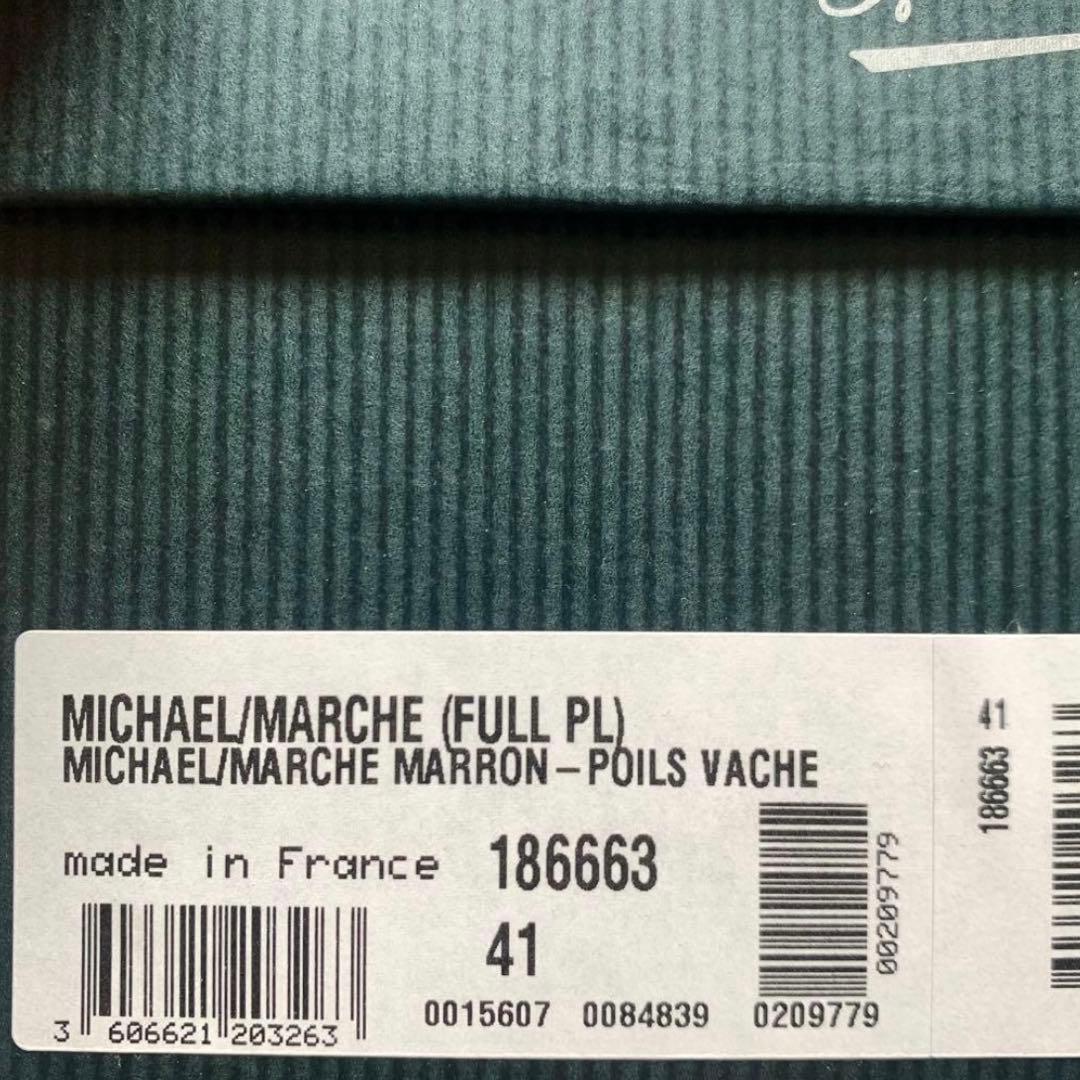 MICHAEL/MARCHE (FULL PL)
MICHAEL/MARCHE MARRON – POILS VACHE
made in France 186663
41
00209779
3 606621 203263
0015607 0084839 0209779
41
186663